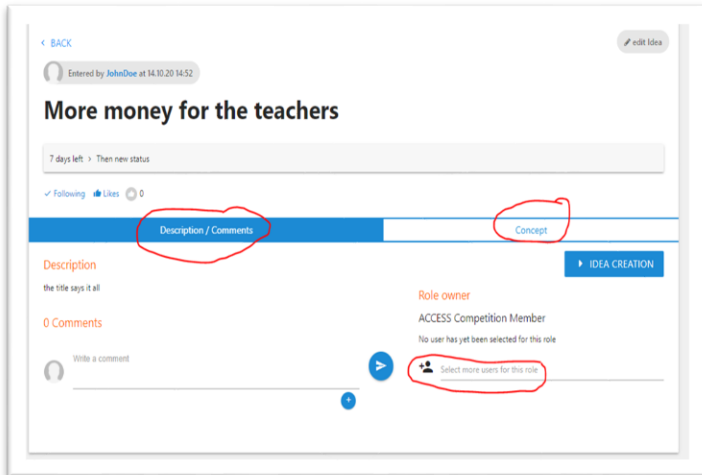 BACK
edit Idea
Entered by JohnDoe at 14.10.20 14:52
More money for the teachers
7 days left > Then new status
Following Likes 0
Description / Comments Concept
Description
IDEA CREATION
the title says it all
Role owner
ACCESS Competition Member
0 Comments
No user has yet been selected for this role
Write a comment
Select more users for this role